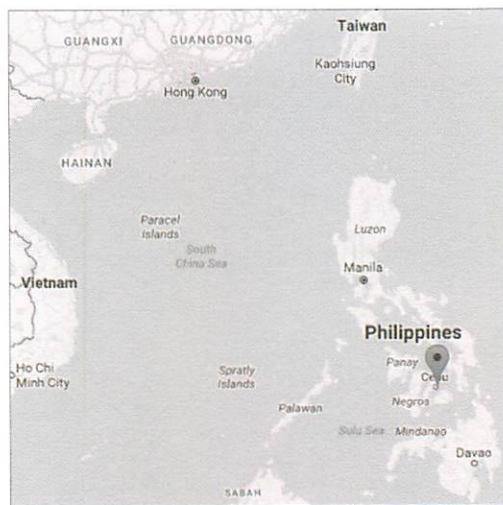 Taiwan
GUANGXI
GUANGDONG
Kaohsiung
City
Hong Kong
HAINAN
Paracel
Islands
South
China Sea
Luzon
Vietnam
Manila
Philippines
Panay
Cebu
Ho Chi
Minh City
Spratly
Islands
Negros
Palawan
Sulu Sea
Mindanao
Davao
SABAH